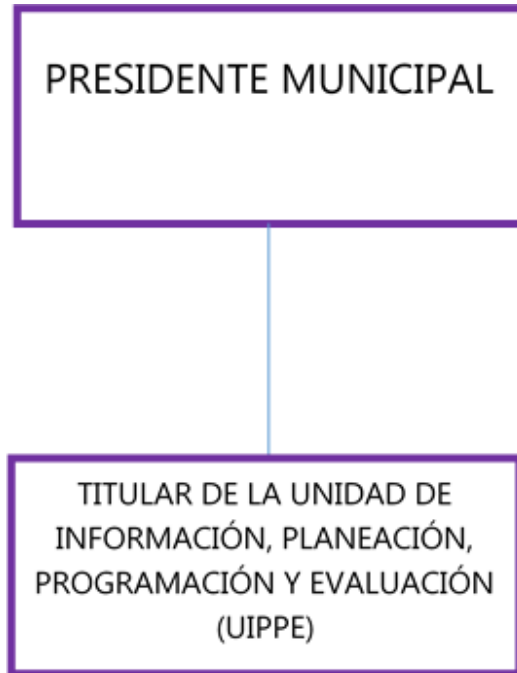 PRESIDENTE MUNICIPAL
TITULAR DE LA UNIDAD DE
INFORMACIÓN, PLANEACIÓN,
PROGRAMACIÓN Y EVALUACIÓN
(UIPPE)